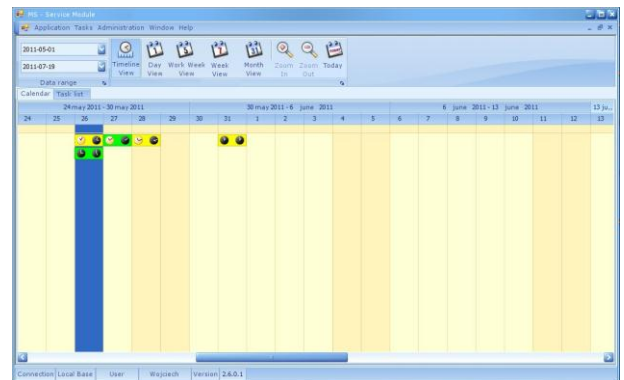 MS - Service Module
Application Tasks Administration Window Help
2011-05-01
2011-07-19
Data range
Timeline View
Day View
Work Week View
Week View
Month View
Zoom In
Zoom Out
Today
Calendar Task list
24 may 2011 - 30 may 2011 30 may 2011 - 6 june 2011 6 june 2011 - 13 june 2011 13 ju...
24 25 26 27 28 29 30 31 1 2 3 4 5 6 7 8 9 10 11 12 13
Connection Local Base User Wojciech Version 2.6.0.1